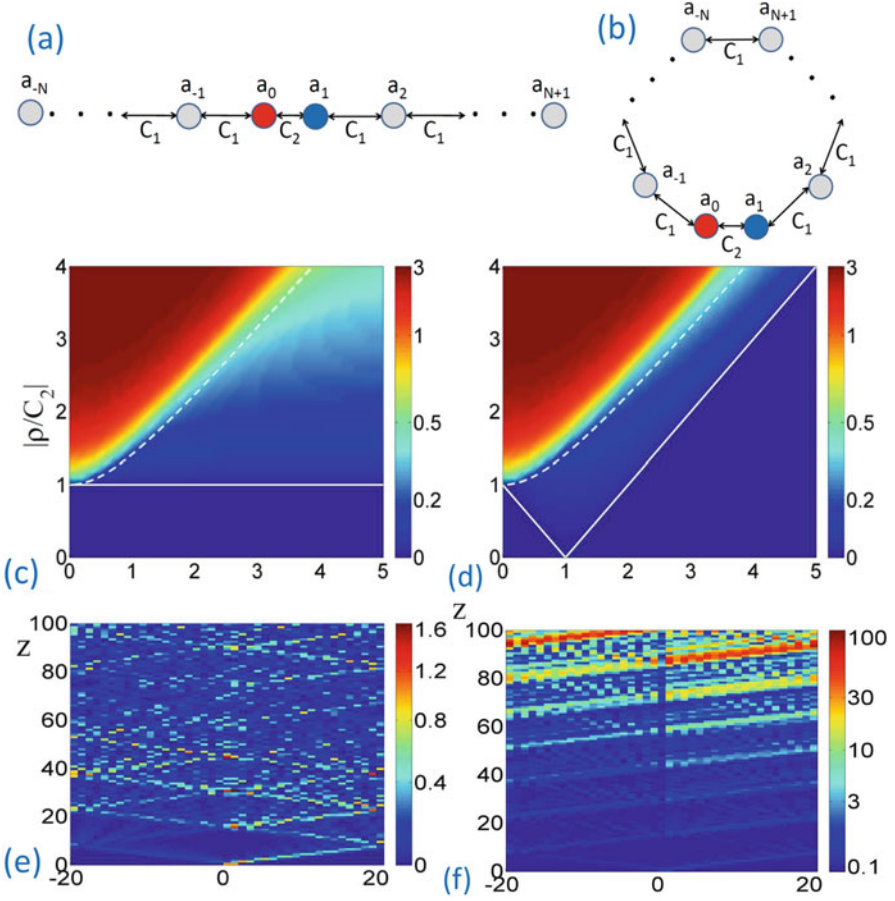 (a)
a-N
a-1
a0
a1
a2
aN+1
C1
C1
C2
C1
C1
(b)
a-N
aN+1
C1
C1
C1
a-1
a2
a0
a1
C1
C1
C2
|ρ/C2|
4
3
2
1
0
0 1 2 3 4 5
3
1
0.5
0.2
0
(c)
4
3
2
1
0
0 1 2 3 4 5
3
1
0.5
0.2
0
(d)
z
100
80
60
40
20
0
-20 0 20
1.6
1.2
0.8
0.4
0
(e)
z
100
80
60
40
20
0
-20 0 20
100
30
10
3
0.1
(f)